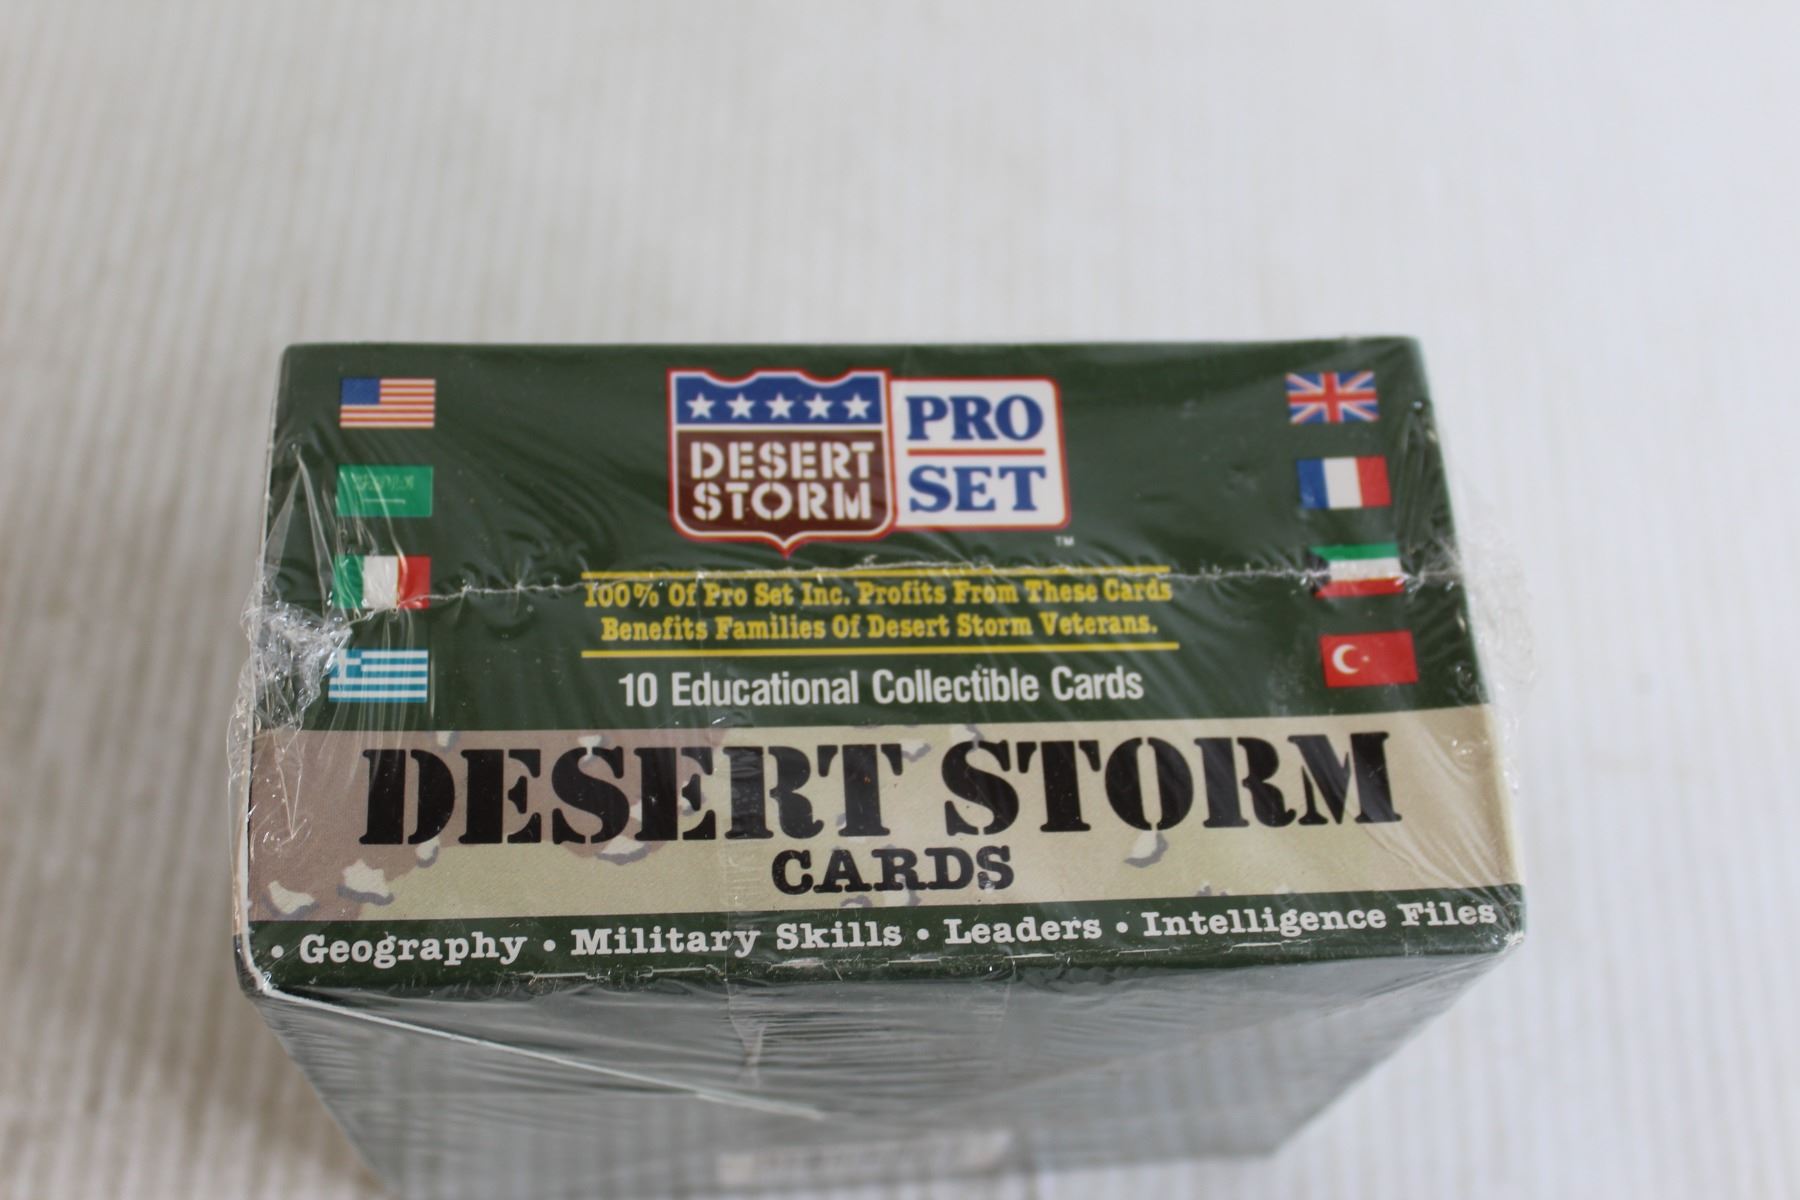 DESERT
STORM
PRO
SET
TM
100% Of Pro Set Inc. Profits From These Cards
Benefits Families Of Desert Storm Veterans.
10 Educational Collectible Cards
DESERT STORM
CARDS
• Geography • Military Skills • Leaders • Intelligence Files